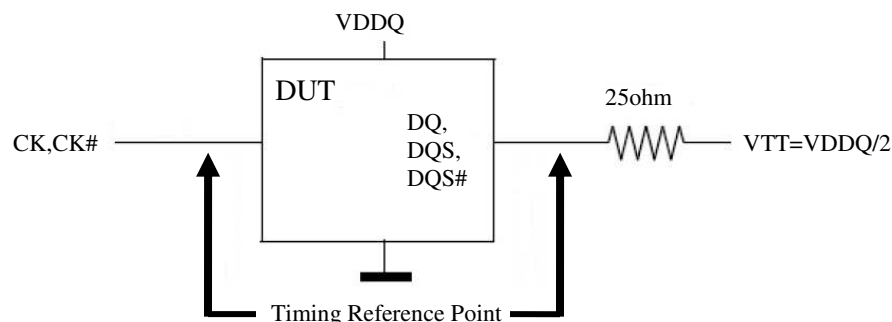 VDDQ
DUT
25ohm
DQ,
CK,CK#
DQS,
VTT=VDDQ/2
DQS#
Timing Reference Point